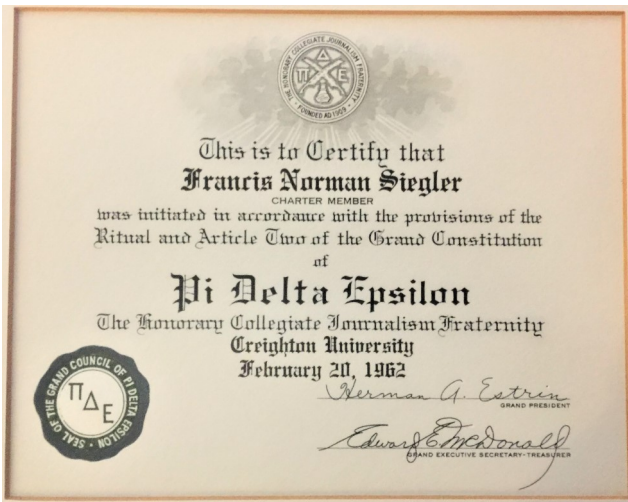 THE HONORARY COLLEGIATE JOURNALISM FRATERNITY
Π Δ Ε
FOUNDED AD 1909
This is to Certify that
Francis Norman Siegler
CHARTER MEMBER
was initiated in accordance with the provisions of the
Ritual and Article Two of the Grand Constitution
of
Pi Delta Epsilon
The Honorary Collegiate Journalism Fraternity
Creighton University
February 20, 1962
Herman A. Estrin
GRAND PRESIDENT
Edward E McDonald
GRAND EXECUTIVE SECRETARY-TREASURER
SEAL OF THE GRAND COUNCIL OF PI DELTA EPSILON
Π Δ Ε